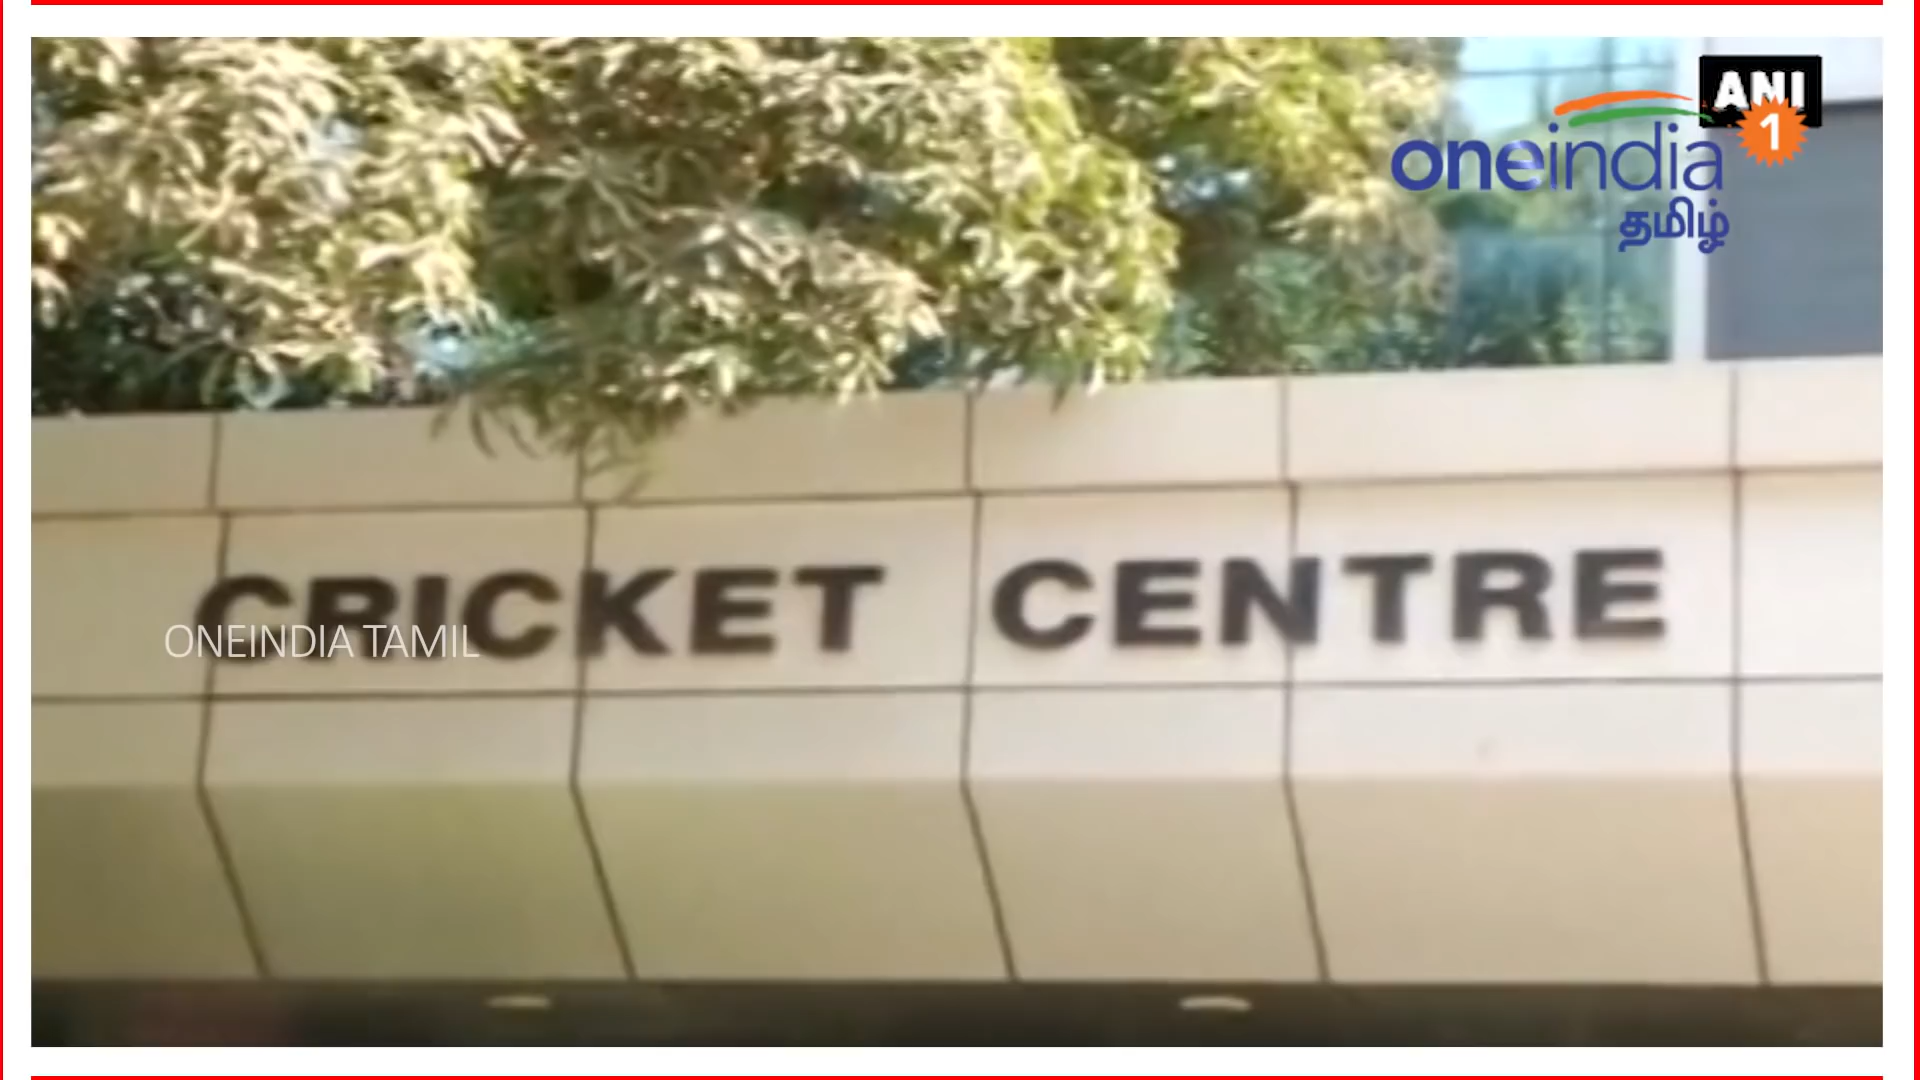 ANI
1
oneindia
தமிழ்
CRICKET CENTRE
ONEINDIA TAMIL